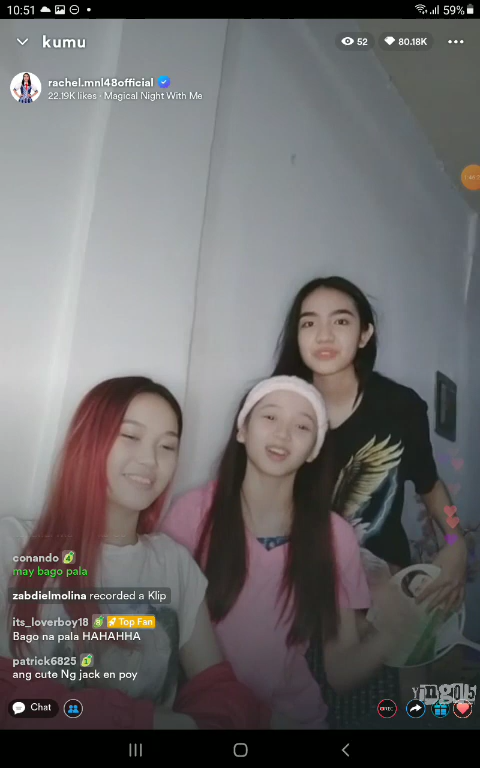 10:51
59%
kumu
52
80.18K
rachel.mnl48official
22.19K likes · Magical Night With Me
conando 4
may bago pala
zabdielmolina recorded a Klip
its_loverboy18 Top Fan
Bago na pala HAHAHHA
patrick6825 1
ang cute Ng jack en poy
Chat